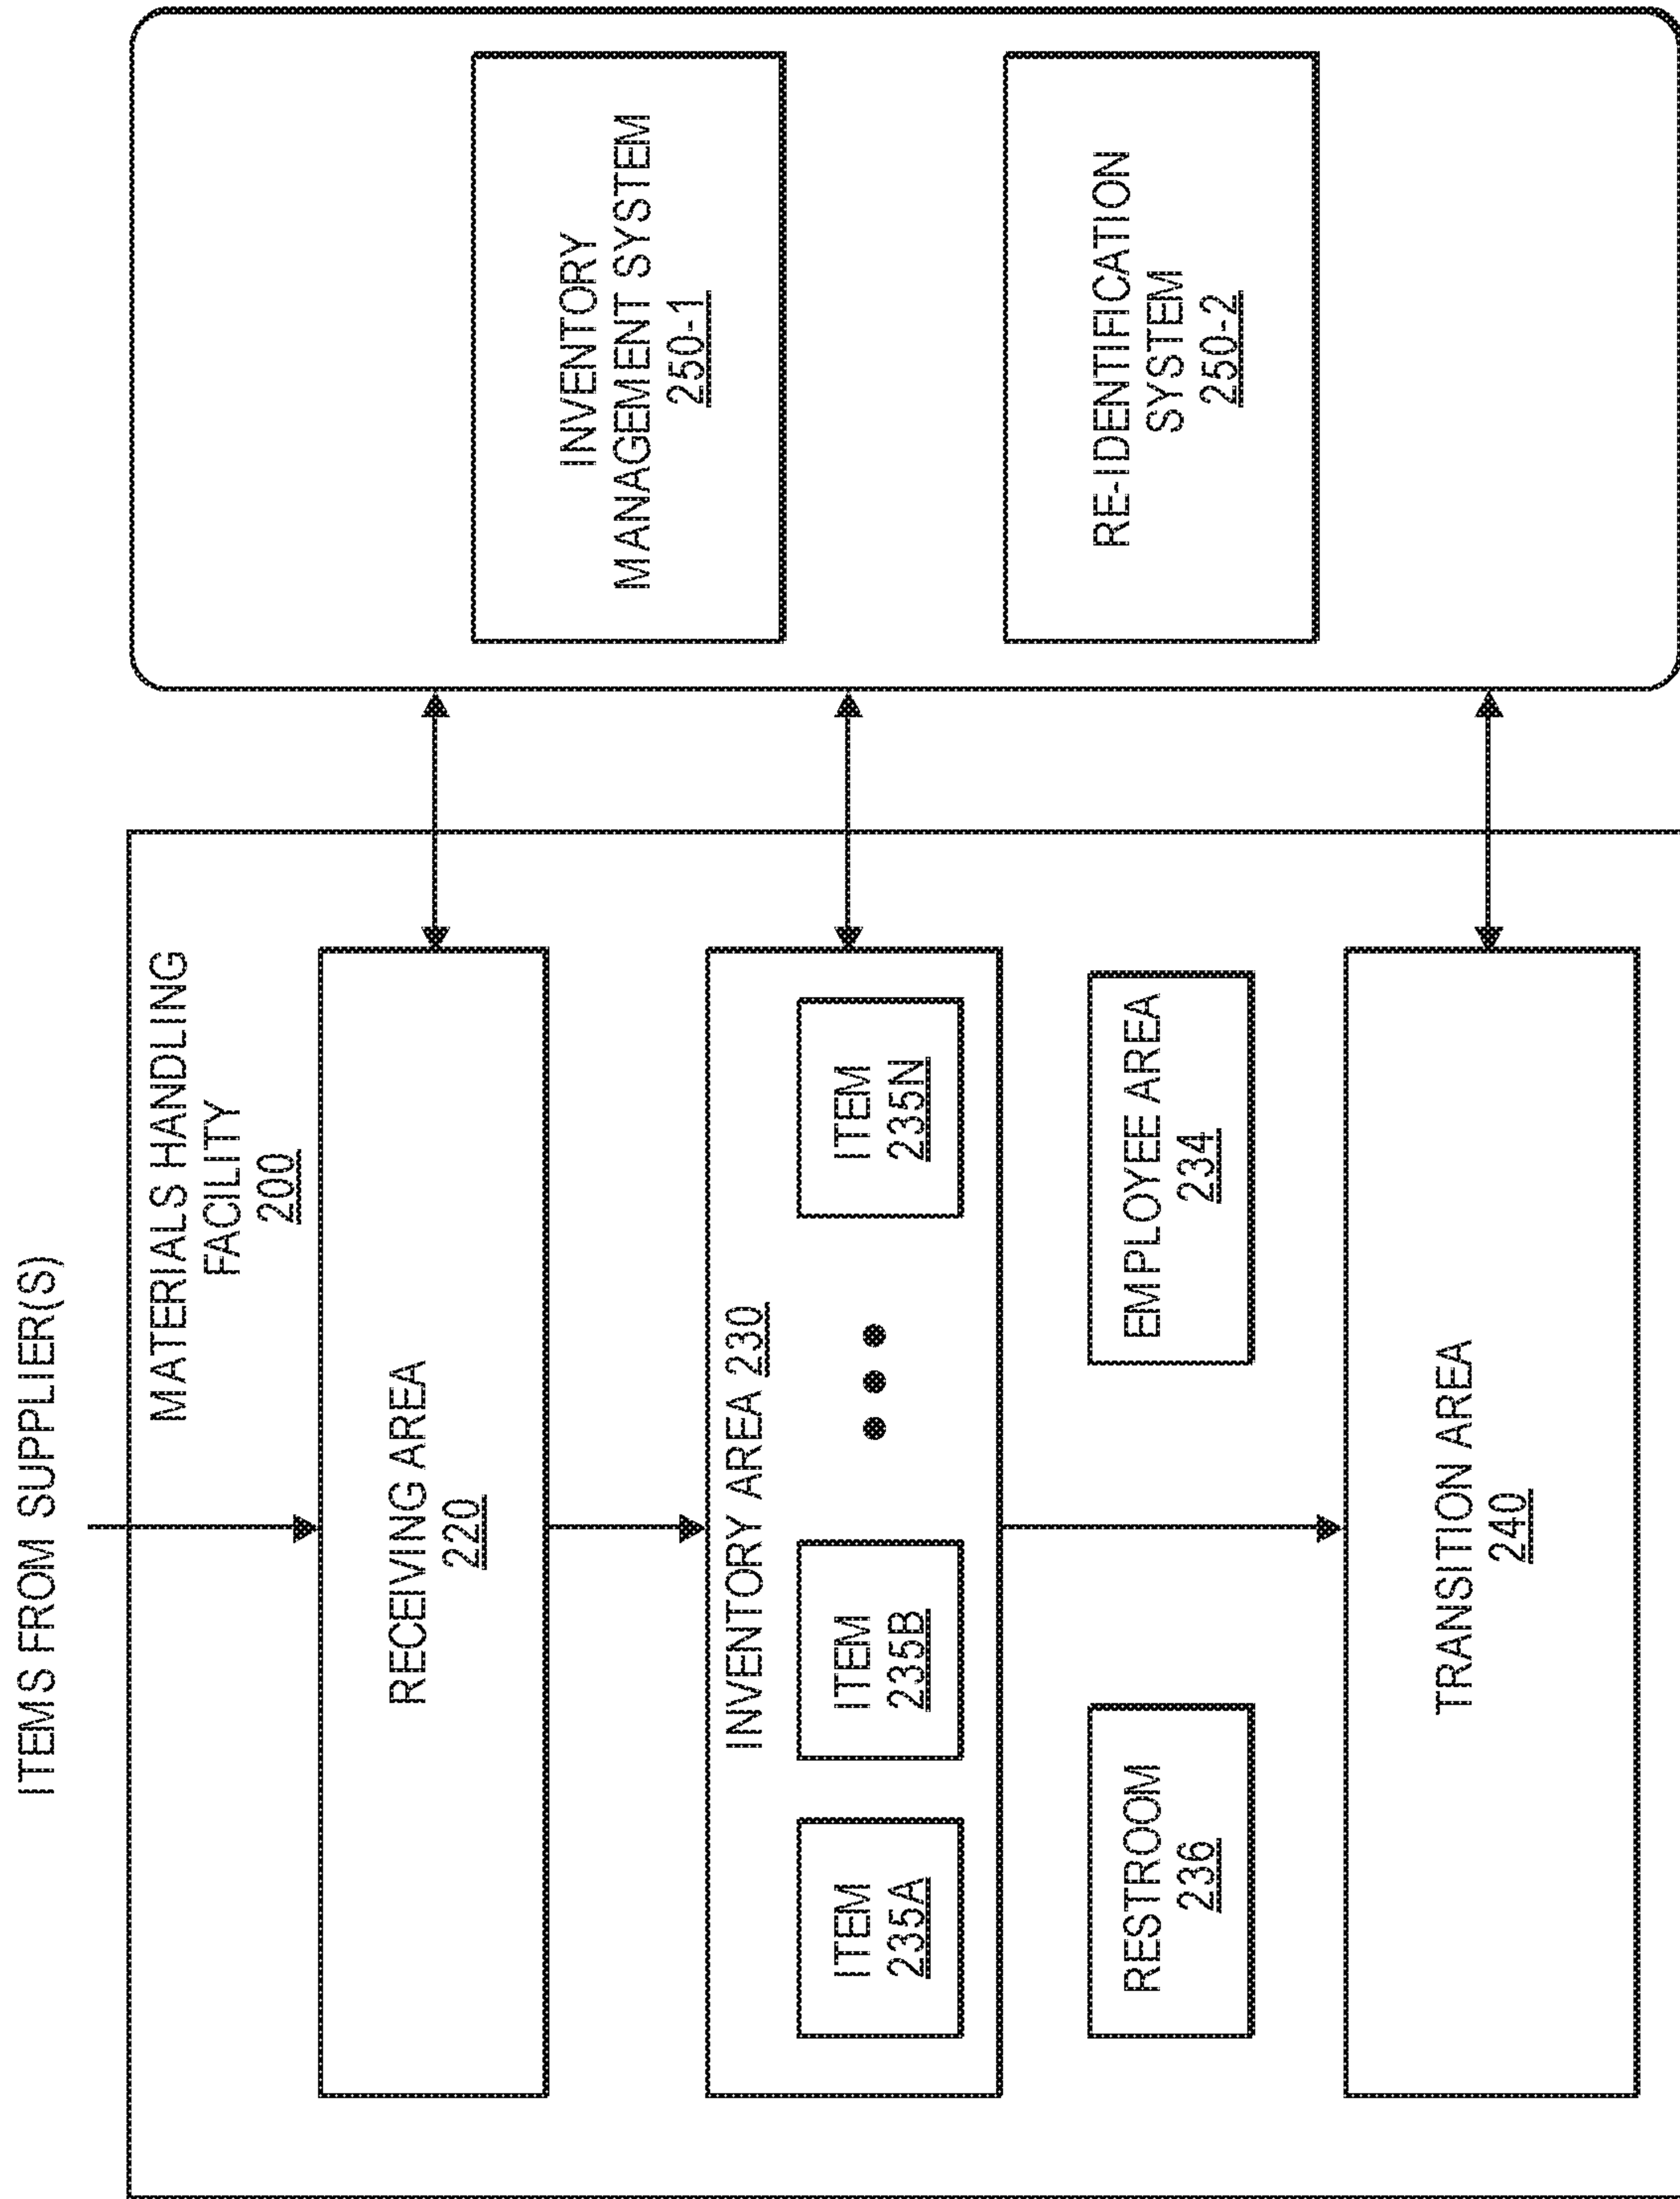 ITEMS FROM SUPPLIER(S)
MATERIALS HANDLING
FACILITY
200
RECEIVING AREA
220
INVENTORY AREA 230
ITEM
235A
ITEM
235B
ITEM
235N
RESTROOM
236
EMPLOYEE AREA
234
TRANSITION AREA
240
INVENTORY
MANAGEMENT SYSTEM
250-1
RE-IDENTIFICATION
SYSTEM
250-2